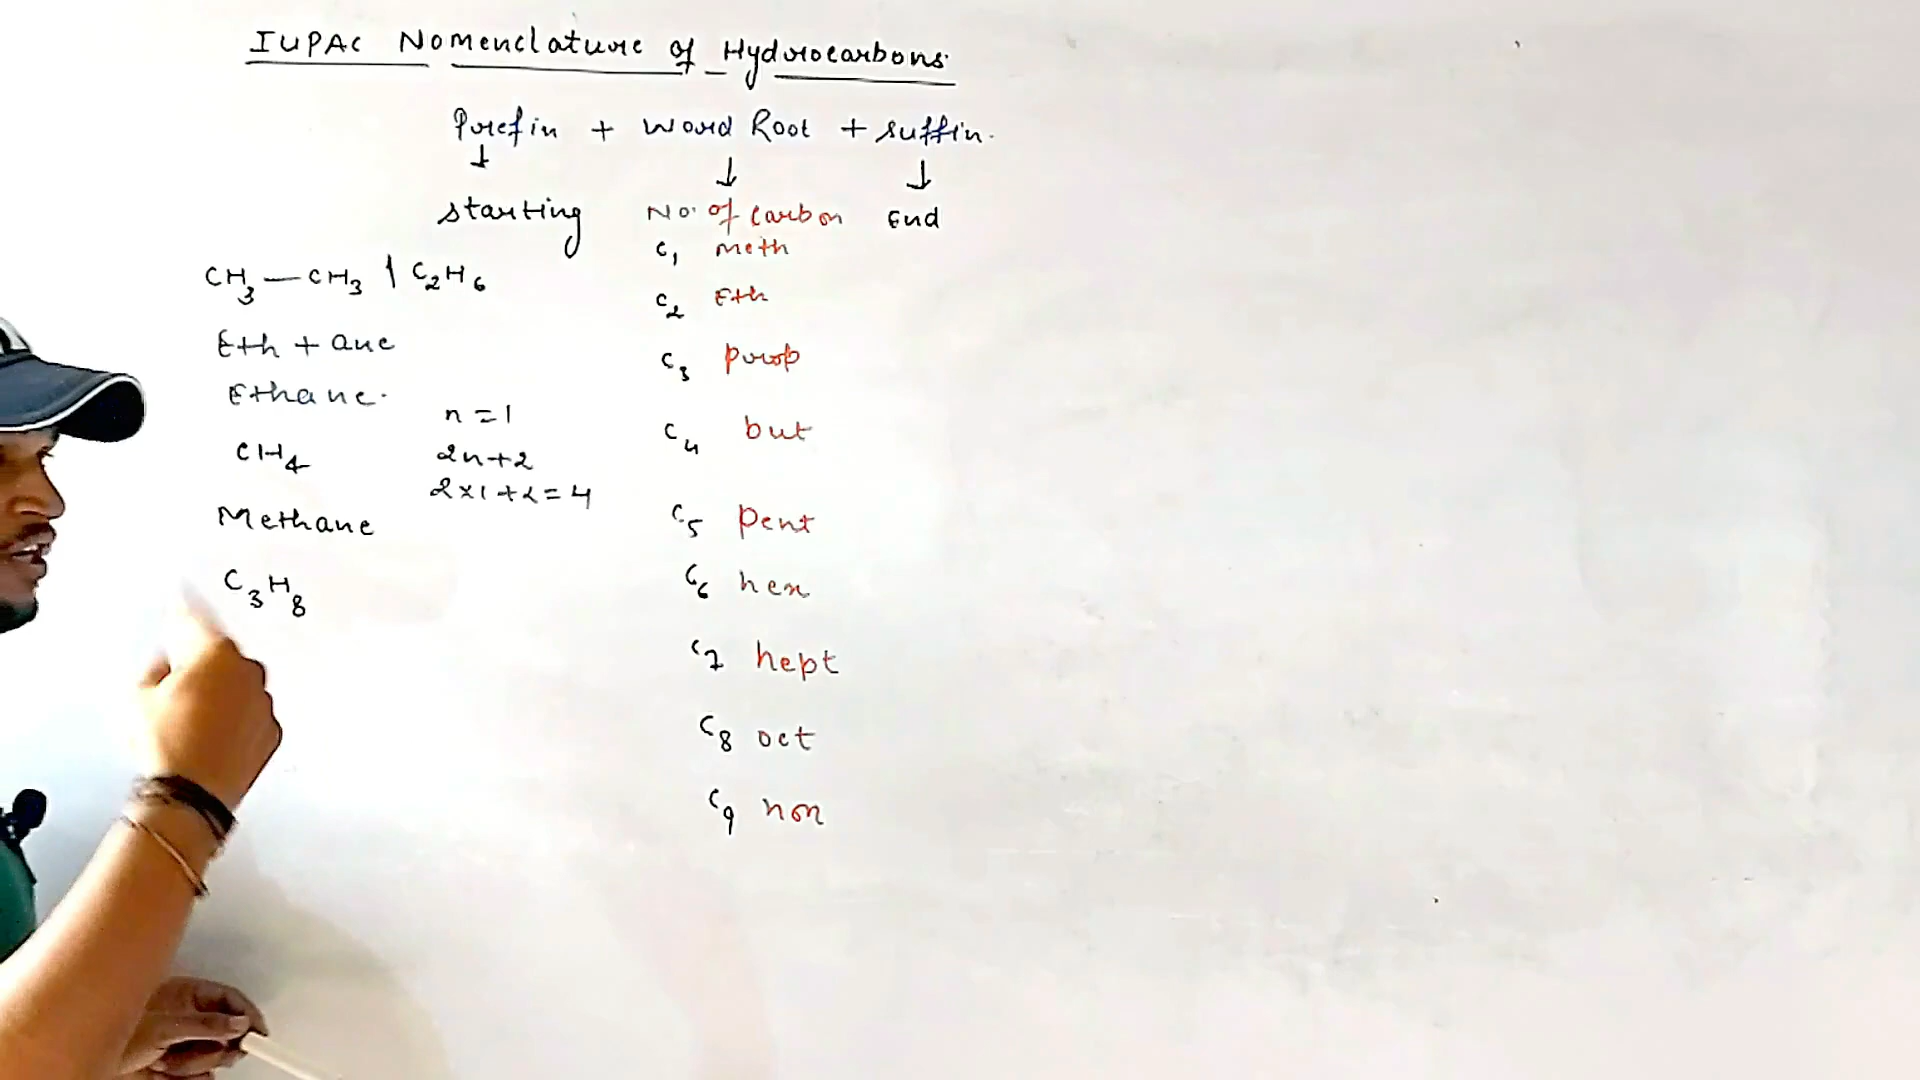 IUPAC Nomenclature of Hydrocarbons.
Prefix + Word Root + suffix.
↓ ↓ ↓
starting No. of carbon End
C1 meth
CH3—CH3 | C2H6
C2 Eth
Eth + ane
C3 prop
Ethane.
n=1
C4 but
CH4
2n+2
2×1+2=4
Methane
C5 pent
C3H8
C6 hex
C7 hept
C8 oct
C9 non